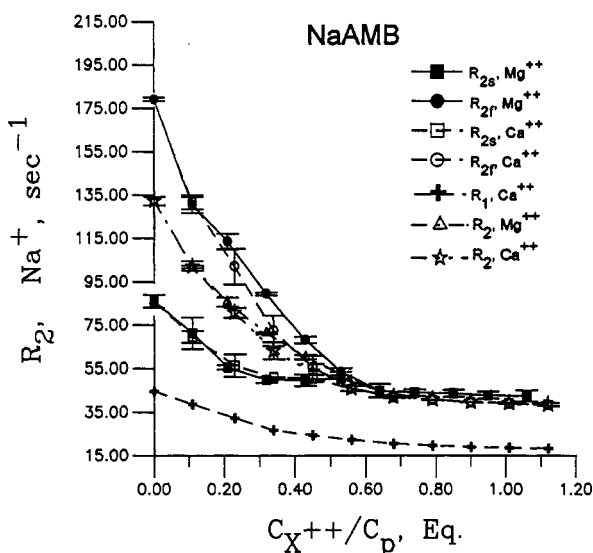 NaAMB
215.00
195.00
175.00
155.00
135.00
115.00
95.00
75.00
55.00
35.00
15.00
R2, Na+, sec−1
R2s, Mg++
R2f, Mg++
R2s, Ca++
R2f, Ca++
R1, Ca++
R2, Mg++
R2, Ca++
0.00 0.20 0.40 0.60 0.80 1.00 1.20
CX++/Cp, Eq.